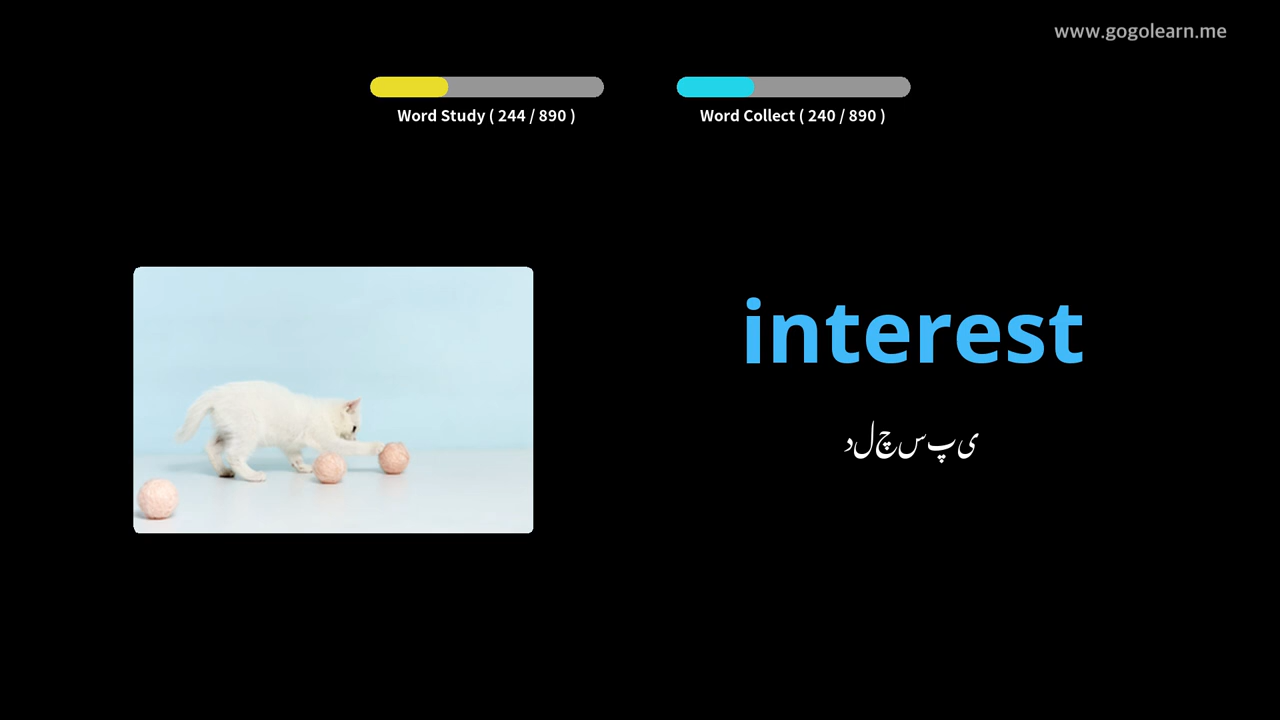 www.gogolearn.me
Word Study ( 244 / 890 )
Word Collect ( 240 / 890 )
interest
ی پ س چ ل د